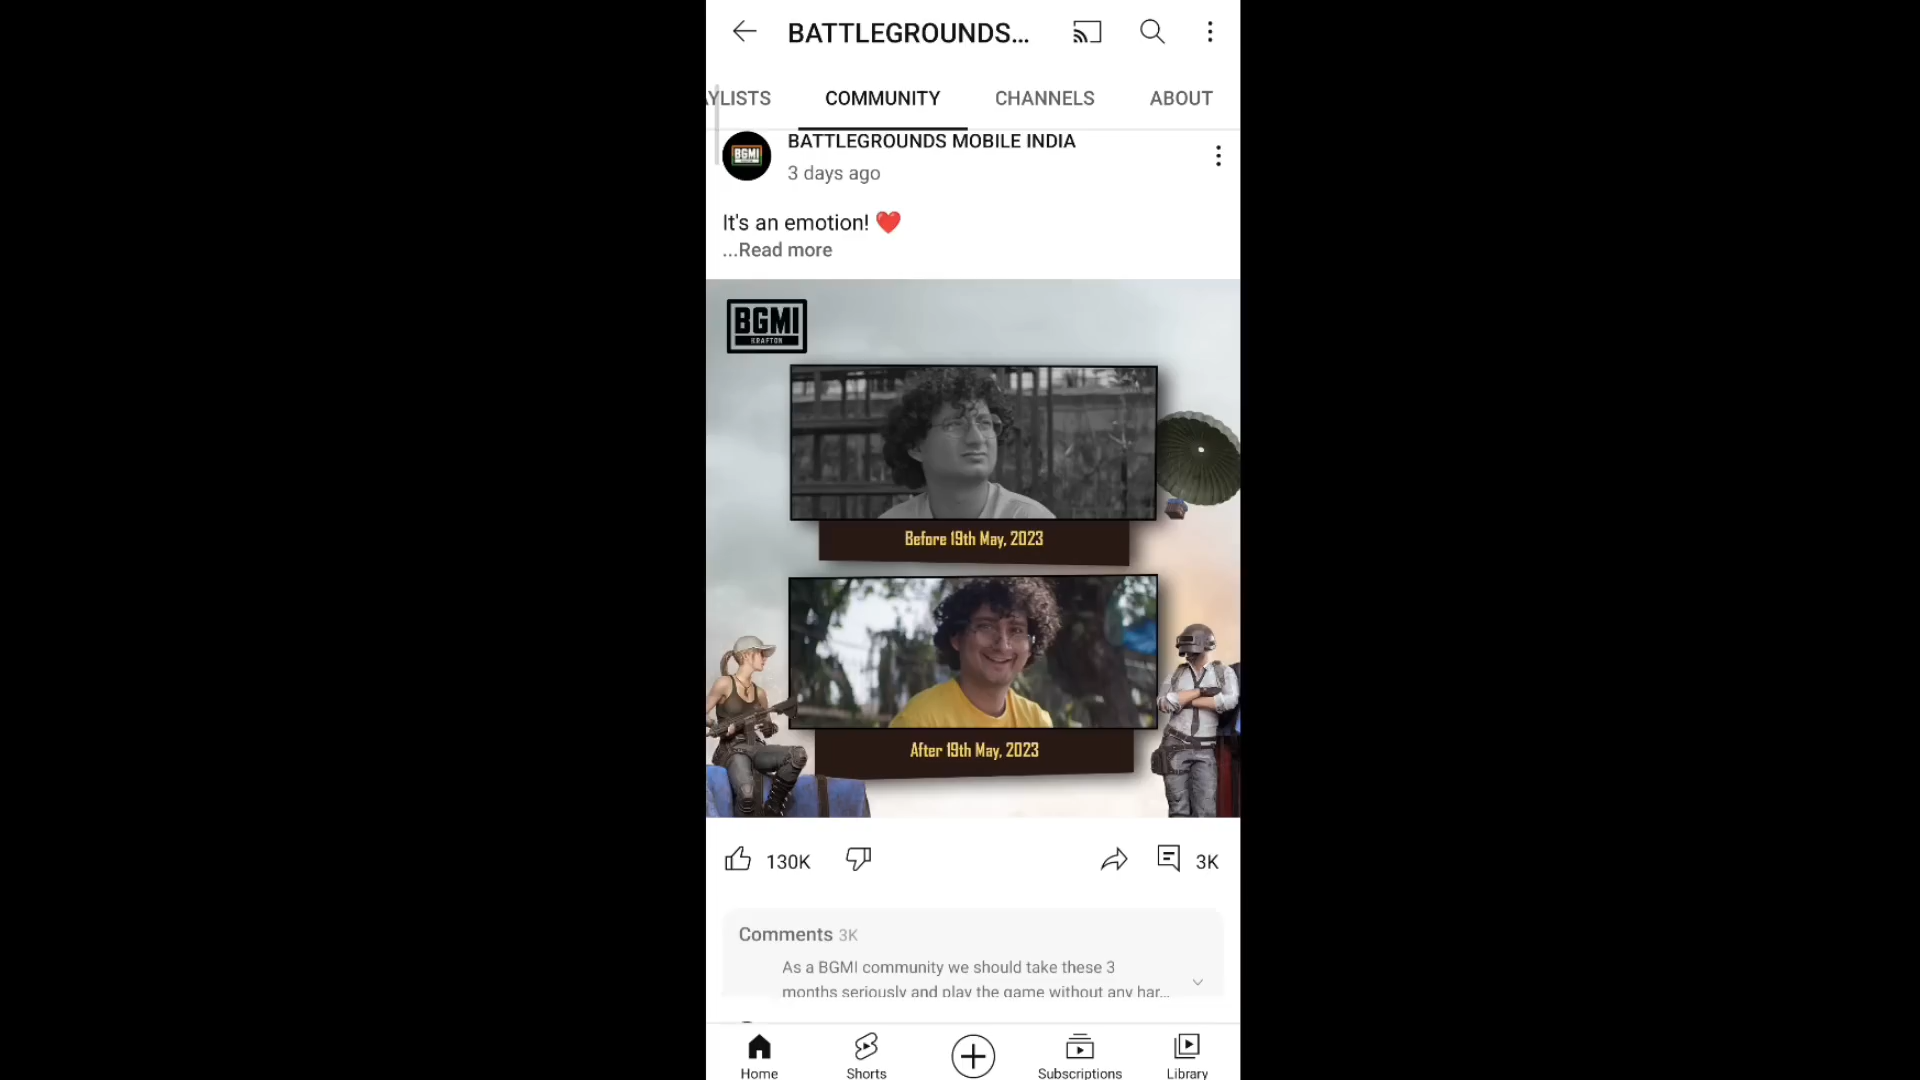 BATTLEGROUNDS...
YLISTS
COMMUNITY
CHANNELS
ABOUT
BGMI
BATTLEGROUNDS MOBILE INDIA
3 days ago
It's an emotion! ❤️
...Read more
BGMI
KRAFTON
Before 19th May, 2023
After 19th May, 2023
130K
3K
Comments 3K
As a BGMI community we should take these 3
months seriously and play the game without any har...
Home
Shorts
Subscriptions
Library